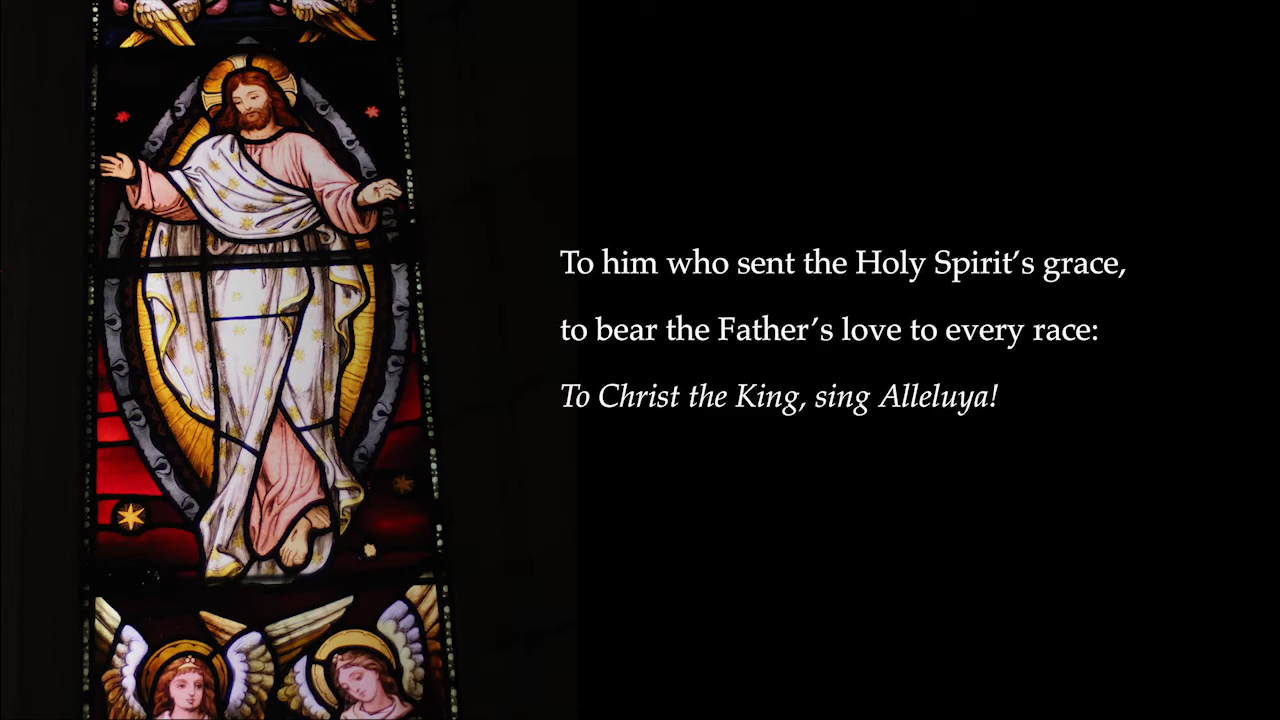 To him who sent the Holy Spirit’s grace,
to bear the Father’s love to every race:
To Christ the King, sing Alleluya!